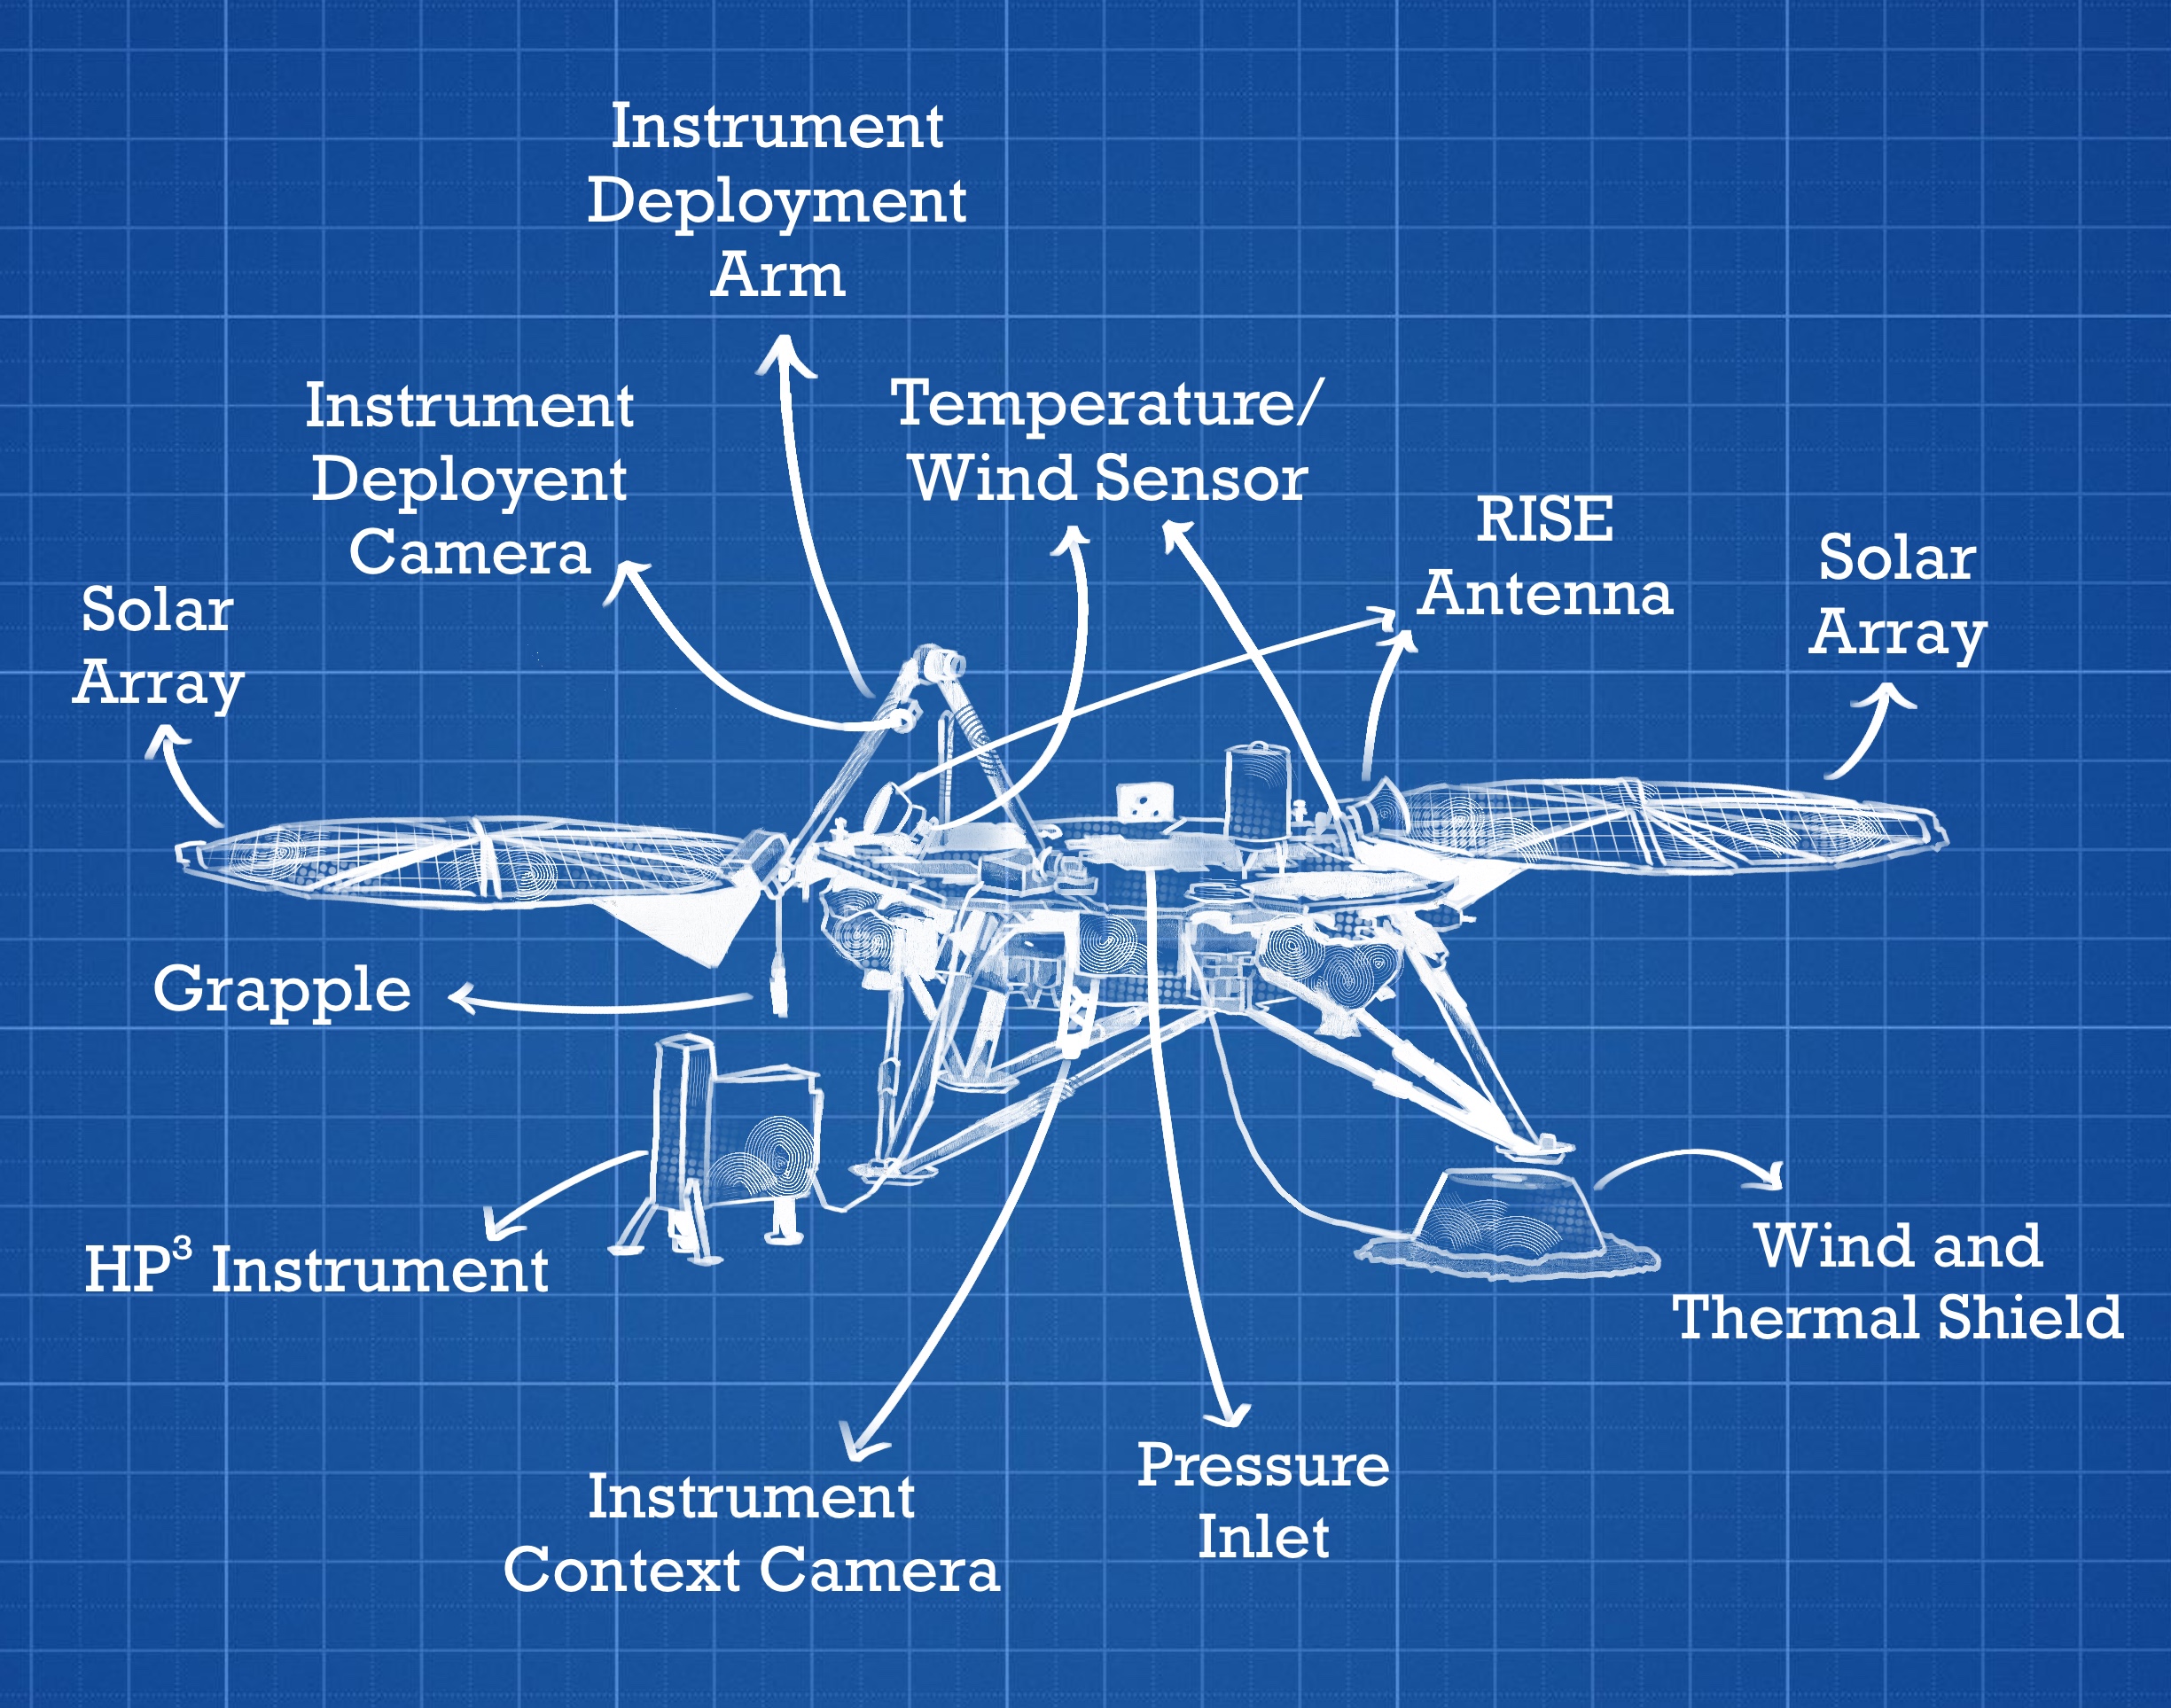 Instrument
Deployment
Arm
Instrument
Deployent
Camera
Temperature/
Wind Sensor
RISE
Antenna
Solar
Array
Solar
Array
Grapple
HP³ Instrument
Wind and
Thermal Shield
Instrument
Context Camera
Pressure
Inlet